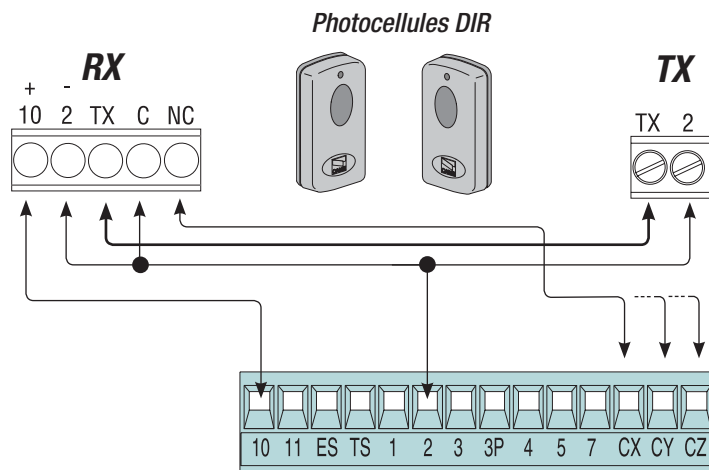 Photocellules DIR
RX
TX
+ -
10 2 TX C NC
TX 2
10 11 ES TS 1 2 3 3P 4 5 7 CX CY CZ